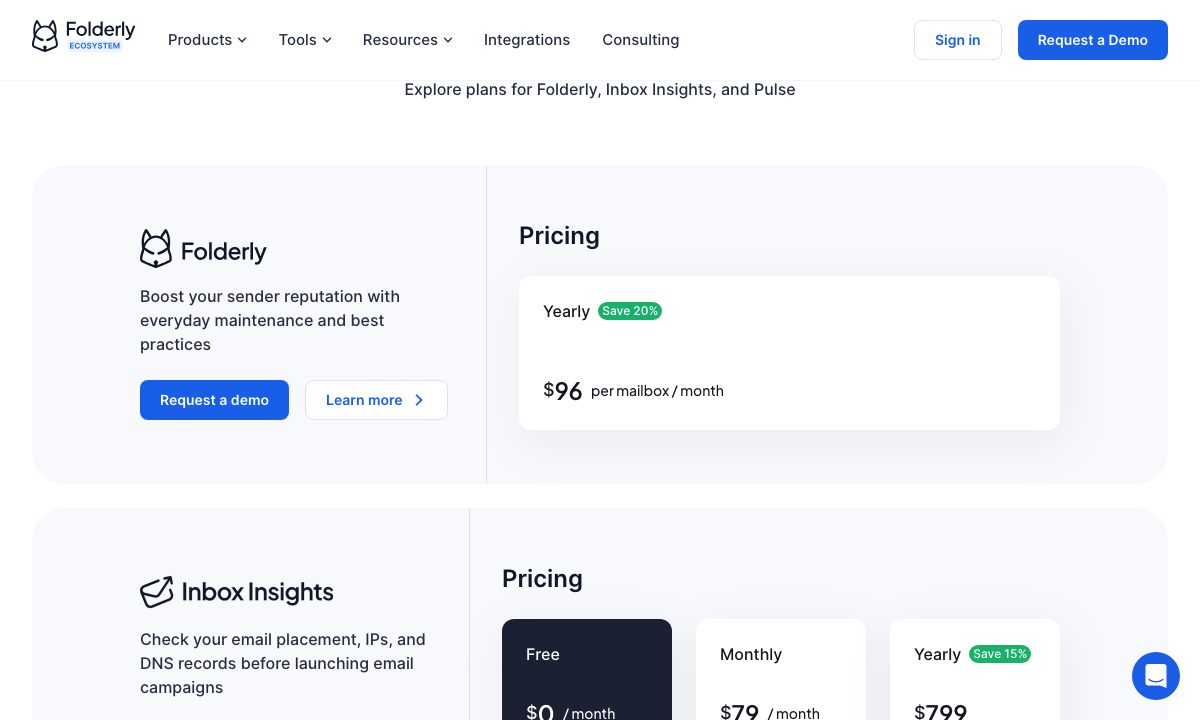 Folderly
ECOSYSTEM
Products
Tools
Resources
Integrations
Consulting
Sign in
Request a Demo
Explore plans for Folderly, Inbox Insights, and Pulse
Folderly
Boost your sender reputation with
everyday maintenance and best
practices
Request a demo
Learn more
Pricing
Yearly Save 20%
$96 per mailbox / month
Inbox Insights
Check your email placement, IPs, and
DNS records before launching email
campaigns
Pricing
Free
$0 / month
Monthly
$79 / month
Yearly Save 15%
$799